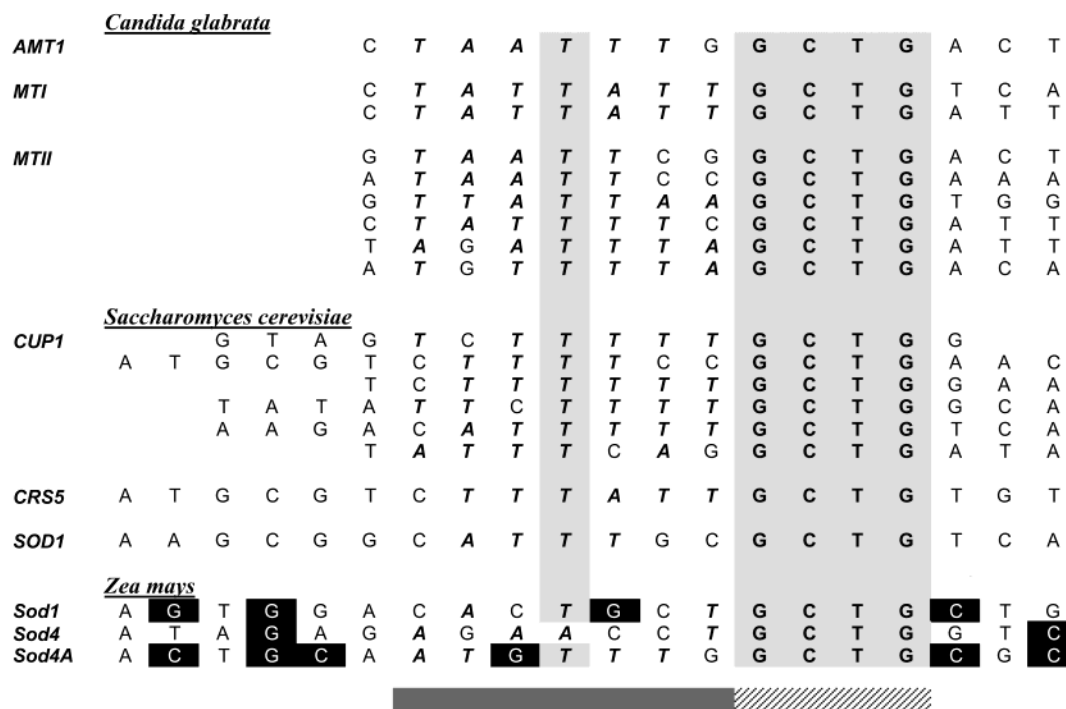 Candida glabrata
AMT1 C T A A T T T G G C T G A C T
MTI C T A T T A T T G C T G T C A
C T A T T A T T G C T G A T T
MTII G T A A T T C G G C T G A C T
A T A A T T C C G C T G A A A
G T T A T T A A G C T G T G G
C T A T T T T C G C T G A T T
T A G A T T T A G C T G A T T
A T G T T T T A G C T G A C A
Saccharomyces cerevisiae
CUP1 G T A G T C T T T T T G C T G G
A T G C G T C T T T T C C G C T G A A C
T C T T T T T G C T G G A A
T A T A T T C T T T T G C T G G C A
A A G A C A T T T T T G C T G T C A
T A T T T C A G G C T G A T A
CRS5 A T G C G T C T T T A T T G C T G T G T
SOD1 A A G C G G C A T T T G C G C T G T C A
Zea mays
Sod1 A G T G G A C A C T G C T G C T G C T G
Sod4 A T A G A G A G A A C C T G C T G G T C
Sod4A A C T G C A A T G T T T G G C T G C G C